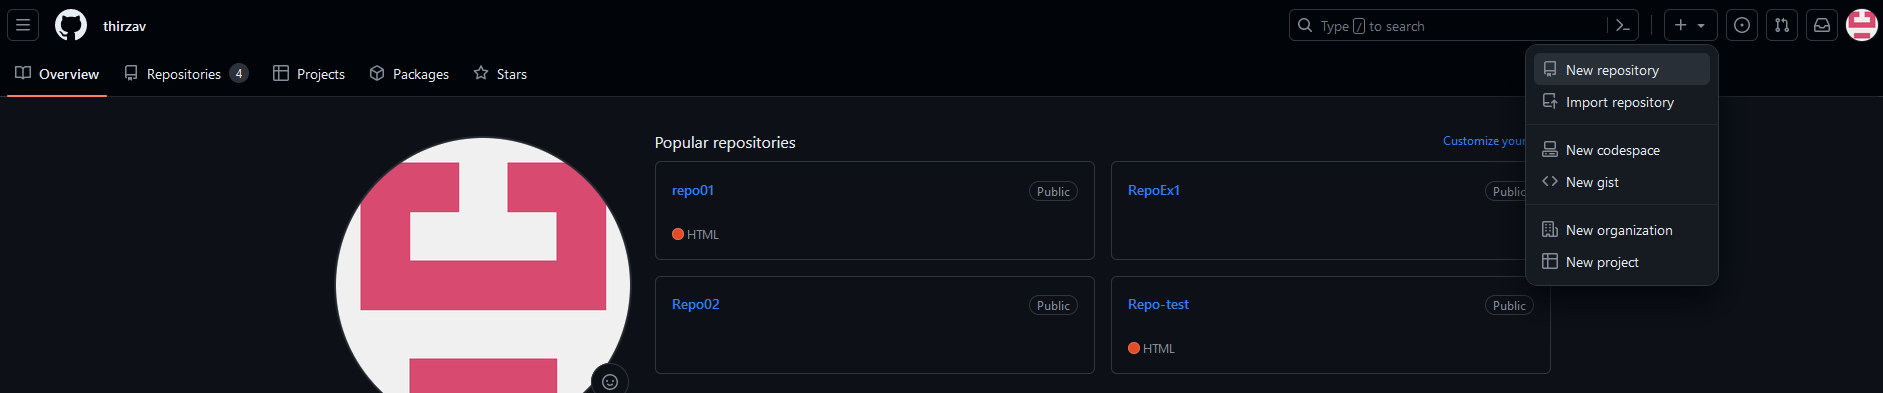 thirzav
Type / to search
Overview
Repositories 4
Projects
Packages
Stars
New repository
Import repository
New codespace
New gist
New organization
New project
Popular repositories
Customize your
repo01
Public
HTML
RepoEx1
Public
Repo02
Public
Repo-test
Public
HTML